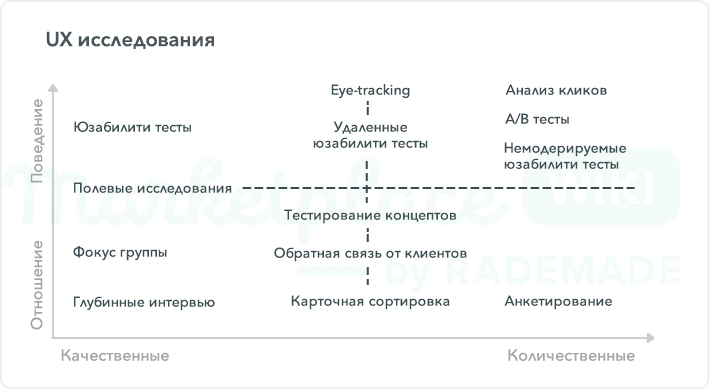 UX исследования
Поведение
Отношение
Eye-tracking
Анализ кликов
Юзабилити тесты
Удаленные
юзабилити тесты
A/B тесты
Немодерируемые
юзабилити тесты
Полевые исследования
Тестирование концептов
Фокус группы
Обратная связь от клиентов
Глубинные интервью
Карточная сортировка
Анкетирование
Качественные
Количественные
Marketplace
WIKI
by RADEMADE